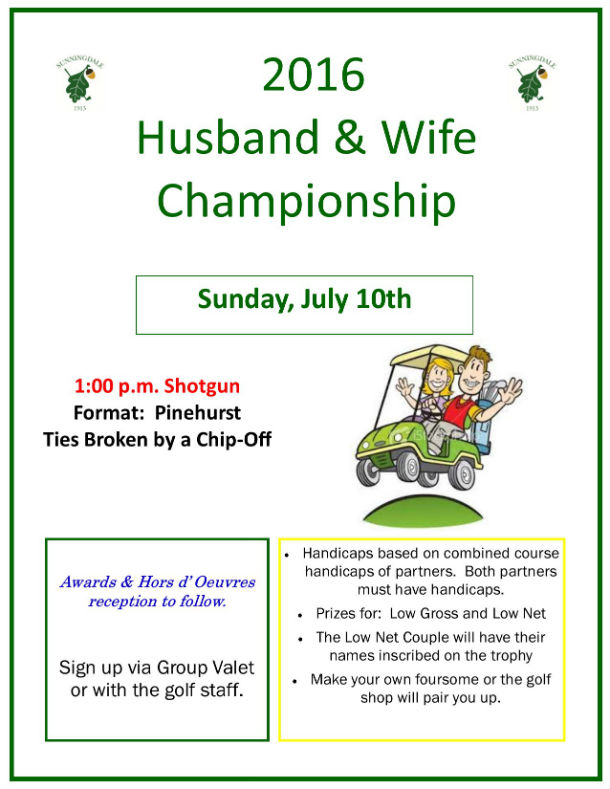 SUNNINGDALE
1913
SUNNINGDALE
1913
2016
Husband & Wife
Championship
Sunday, July 10th
1:00 p.m. Shotgun
Format:  Pinehurst
Ties Broken by a Chip-Off
Awards & Hors d’ Oeuvres
reception to follow.
Sign up via Group Valet
or with the golf staff.
• Handicaps based on combined course
handicaps of partners.  Both partners
must have handicaps.
• Prizes for:  Low Gross and Low Net
• The Low Net Couple will have their
names inscribed on the trophy
• Make your own foursome or the golf
shop will pair you up.